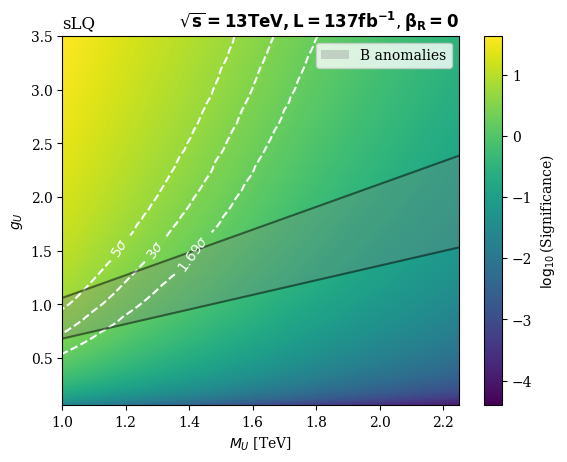 sLQ
√s = 13TeV, L = 137fb⁻¹, β_R = 0
B anomalies
5σ
3σ
1.69σ
3.5
3.0
2.5
2.0
1.5
1.0
0.5
g_U
1.0 1.2 1.4 1.6 1.8 2.0 2.2
M_U [TeV]
1
0
−1
−2
−3
−4
log₁₀(Significance)